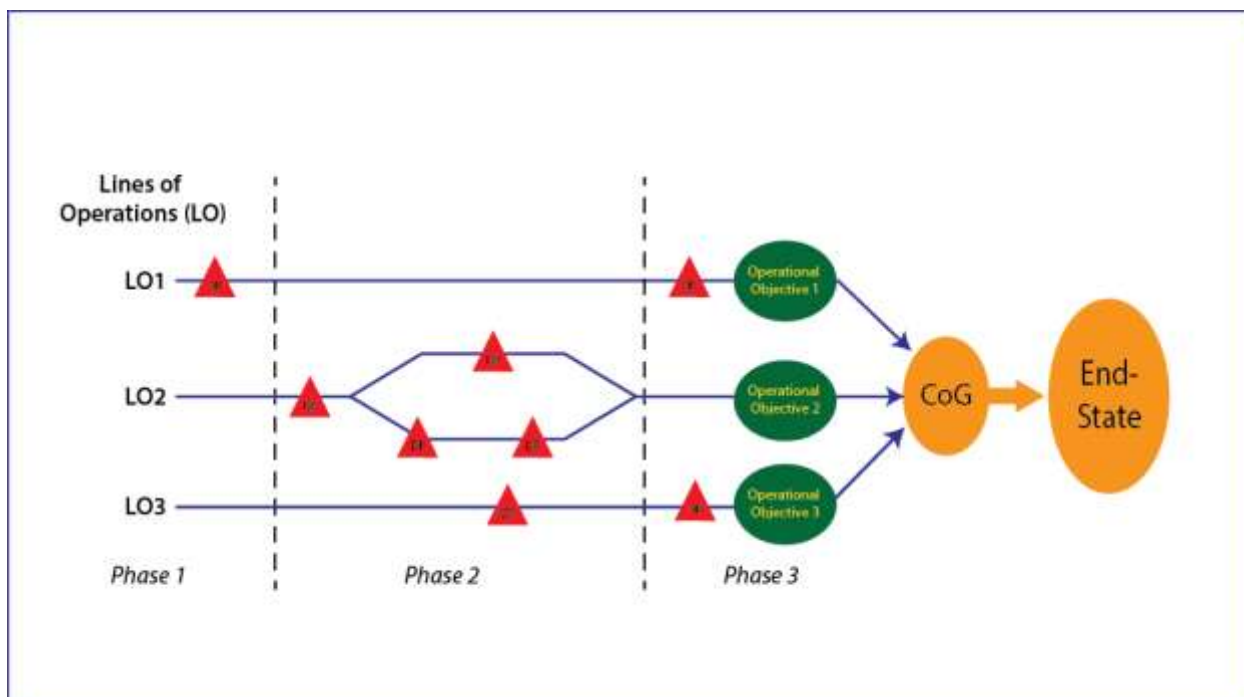 Lines of
Operations (LO)
LO1
Operational
Objective 1
LO2
Operational
Objective 2
CoG
End-
State
LO3
Operational
Objective 3
Phase 1
Phase 2
Phase 3